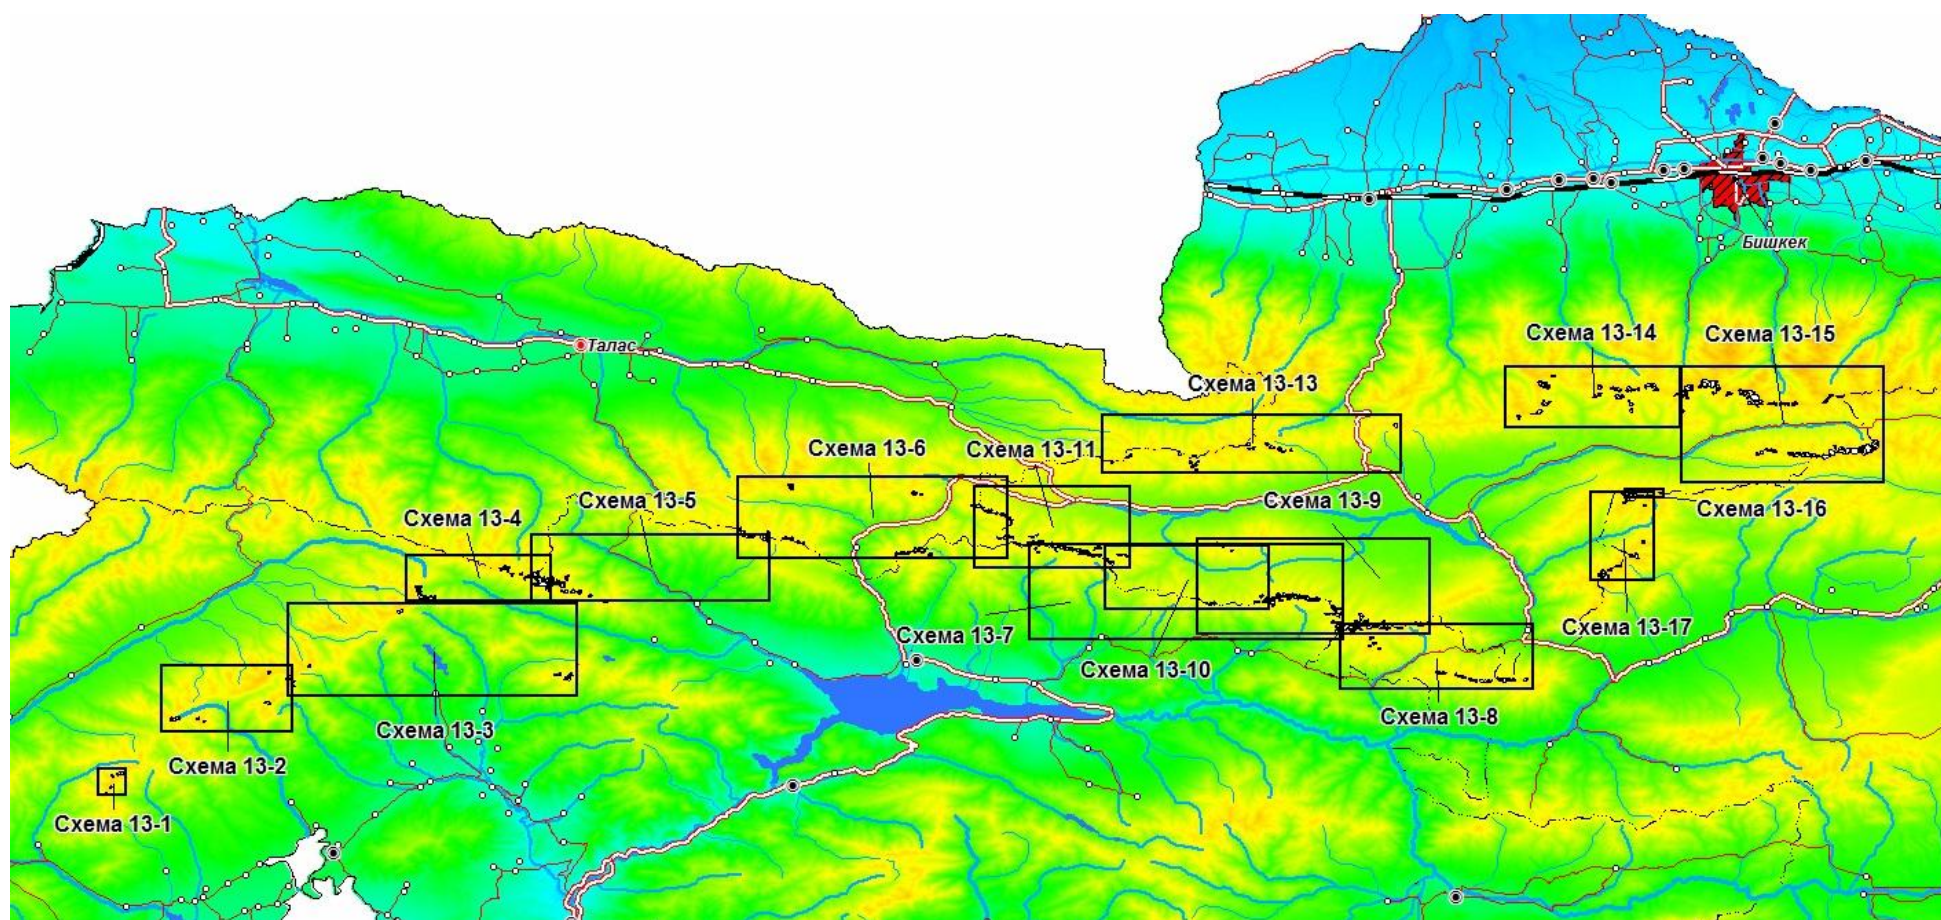 Бишкек
Схема 13-14
Схема 13-15
Талас
Схема 13-13
Схема 13-6
Схема 13-11
Схема 13-5
Схема 13-9
Схема 13-4
Схема 13-16
Схема 13-7
Схема 13-17
Схема 13-10
Схема 13-8
Схема 13-3
Схема 13-2
Схема 13-1